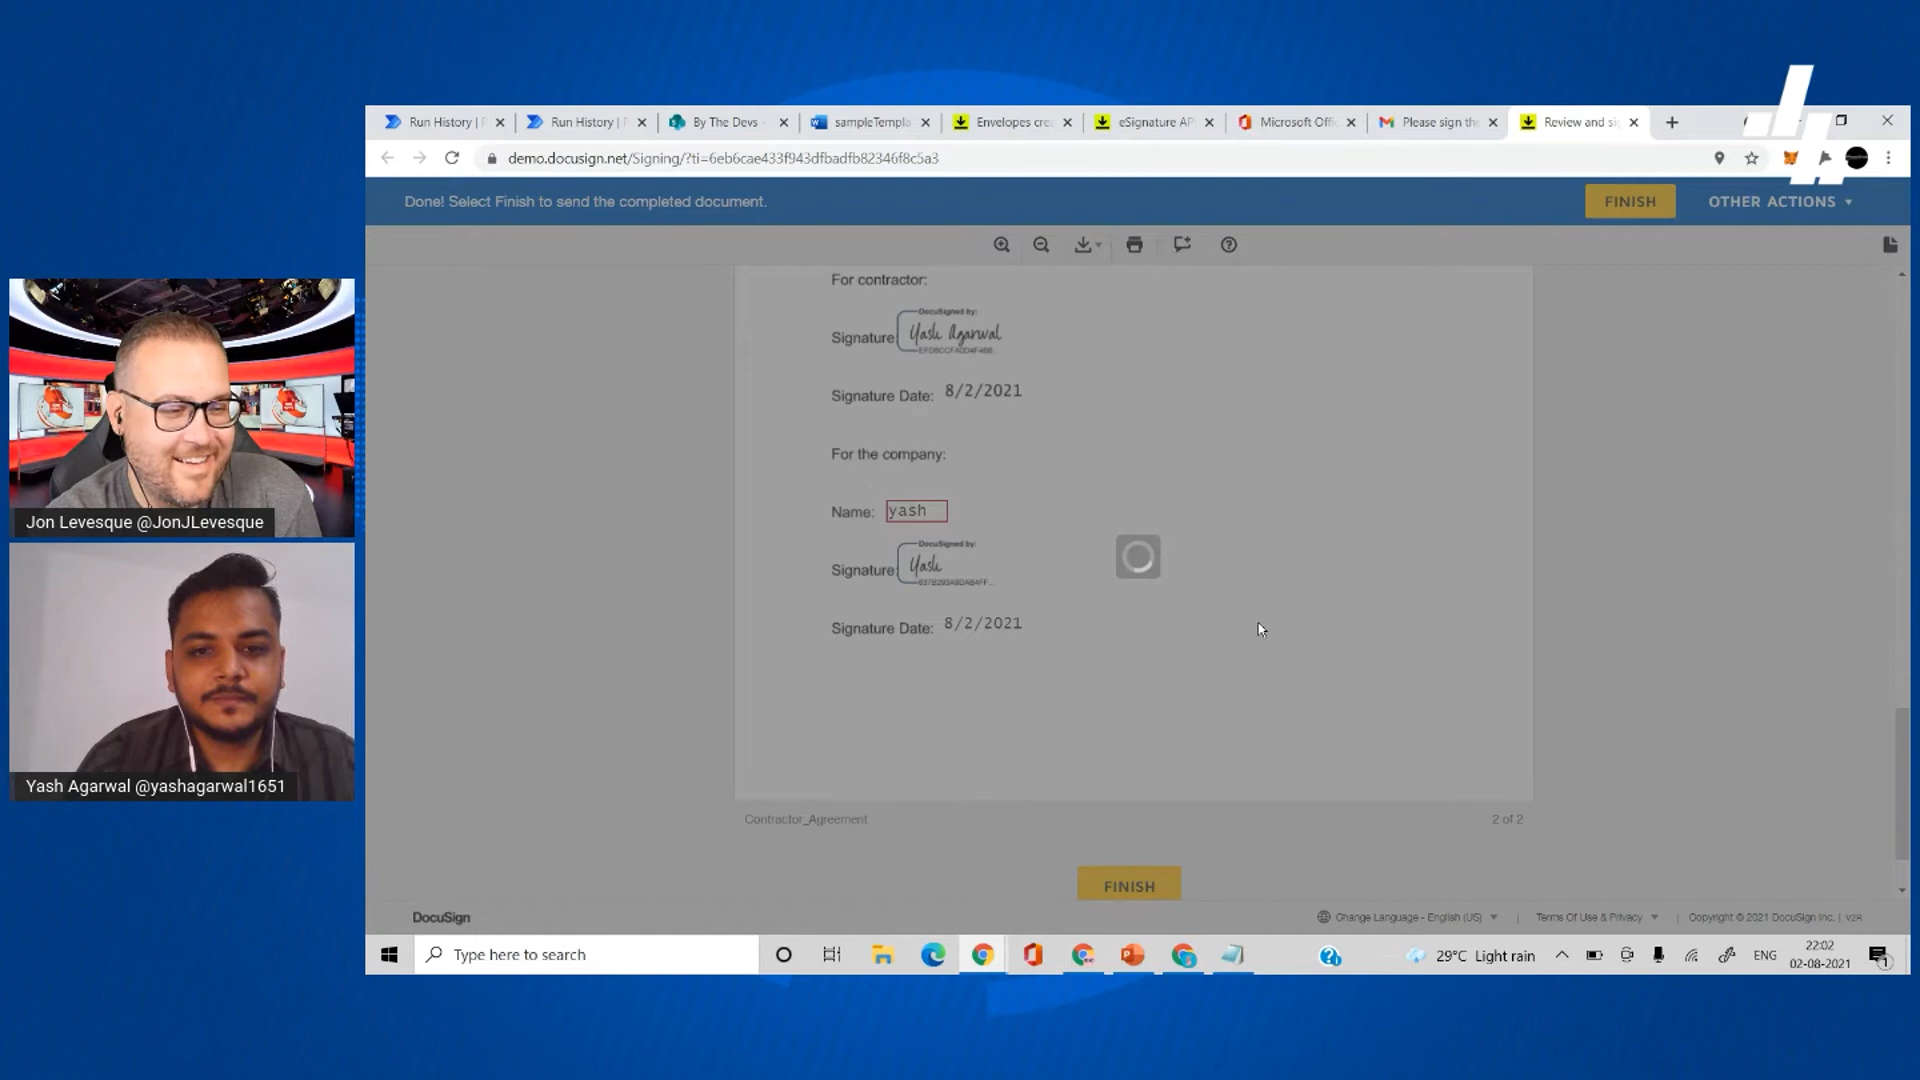 Run History | 
Run History | 
By The Devs -
sampleTempla
Envelopes crea
eSignature AP
Microsoft Offi
Please sign the
Review and si
demo.docusign.net/Signing/?ti=6eb6cae433f943dfbadfb82346f8c5a3
Done! Select Finish to send the completed document.
FINISH
OTHER ACTIONS
For contractor:
DocuSigned by:
Signature:
Yash Agarwal
Signature Date: 8/2/2021
For the company:
Name: yash
DocuSigned by:
Signature:
Yash
Signature Date: 8/2/2021
Contractor_Agreement
2 of 2
FINISH
DocuSign
Change Language - English (US)
|
Terms Of Use & Privacy
|
Copyright © 2021 DocuSign Inc. | V2R
Jon Levesque @JonJLevesque
Yash Agarwal @yashagarwal1651
Type here to search
29°C Light rain
ENG
22:02
02-08-2021
1